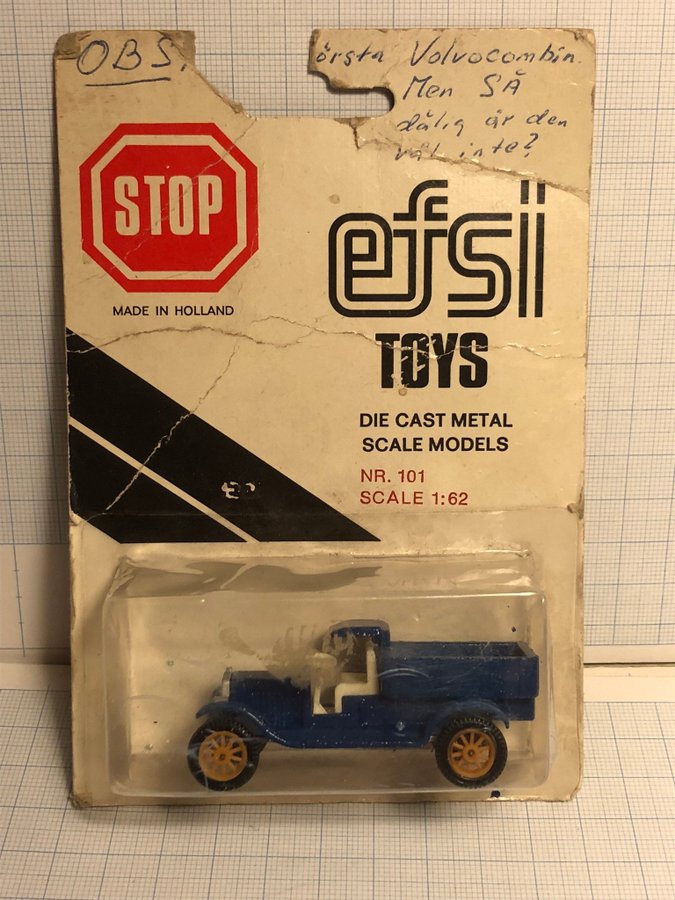 OBS.
örsta Volvocombin.
Men SÅ
dålig är den
väl inte?
STOP
MADE IN HOLLAND
efsi
TOYS
DIE CAST METAL
SCALE MODELS
NR. 101
SCALE 1:62